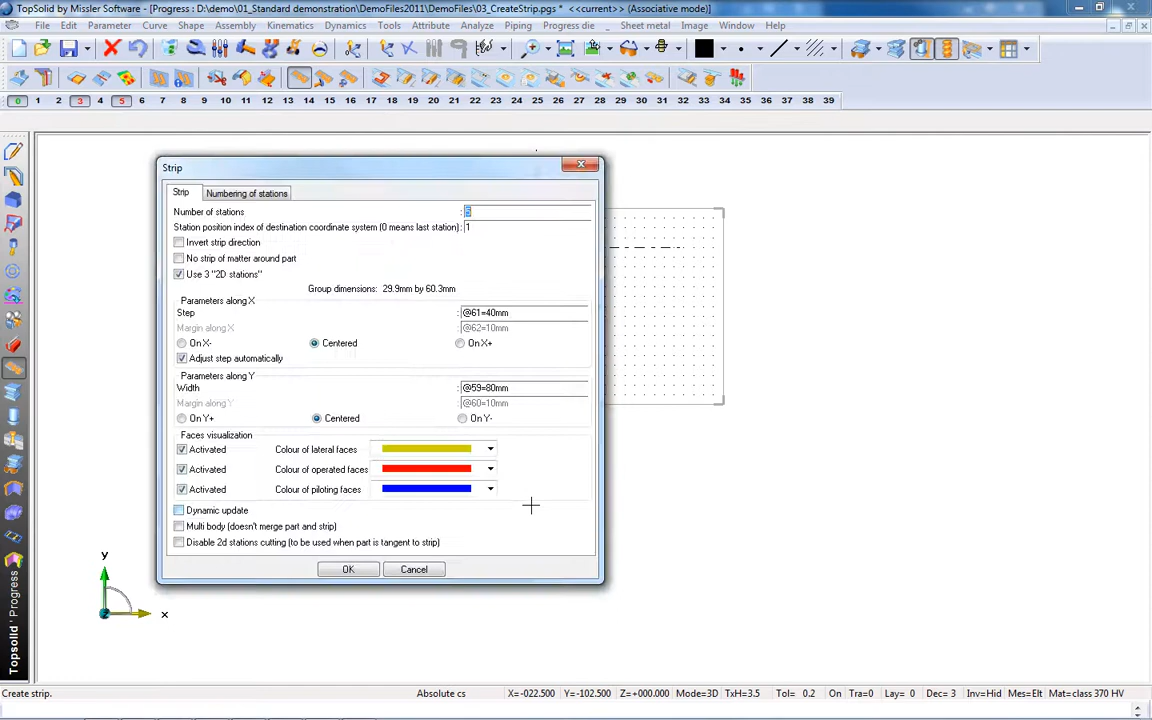 TopSolid by Missler Software - [Progress : D:\demo\01_Standard demonstration\DemoFiles2011\DemoFiles\03_CreateStrip.pgs * <<current>> (Associative mode)]
File Edit Parameter Curve Shape Assembly Kinematics Dynamics Tools Attribute Analyze Piping Progress die Sheet metal Image Window ?
0 1 2 3 4 5 6 7 8 9 10 11 12 13 14 15 16 17 18 19 20 21 22 23 24 25 26 27 28 29 30 31 32 33 34 35 36 37 38 39
Strip
Strip Numbering of stations
Number of stations : 5
Station position index of destination coordinate system (0 means last station) : 1
Invert strip direction
No strip of matter around part
Use 3 "2D stations"
Group dimensions: 29.9mm by 60.3mm
Parameters along X
Step : @61=40mm
Margin along X : @62=10mm
On X- Centered On X+
Adjust step automatically
Parameters along Y
Width : @59=80mm
Margin along Y : @60=10mm
On Y+ Centered On Y-
Faces visualization
Activated Colour of lateral faces
Activated Colour of operated faces
Activated Colour of piloting faces
Dynamic update
Multi body (doesn't merge part and strip)
Disable 2d stations cutting (to be used when part is tangent to strip)
OK Cancel
y
x
Topsolid'Progress
Create strip. Absolute cs X=-022.500 Y=-102.500 Z=+000.000 Mode=3D TxH=3.5 Tol= 0.2 On Tra=0 Lay= 0 Dec= 3 Inv=Hid Mes=Elt Mat=class 370 HV